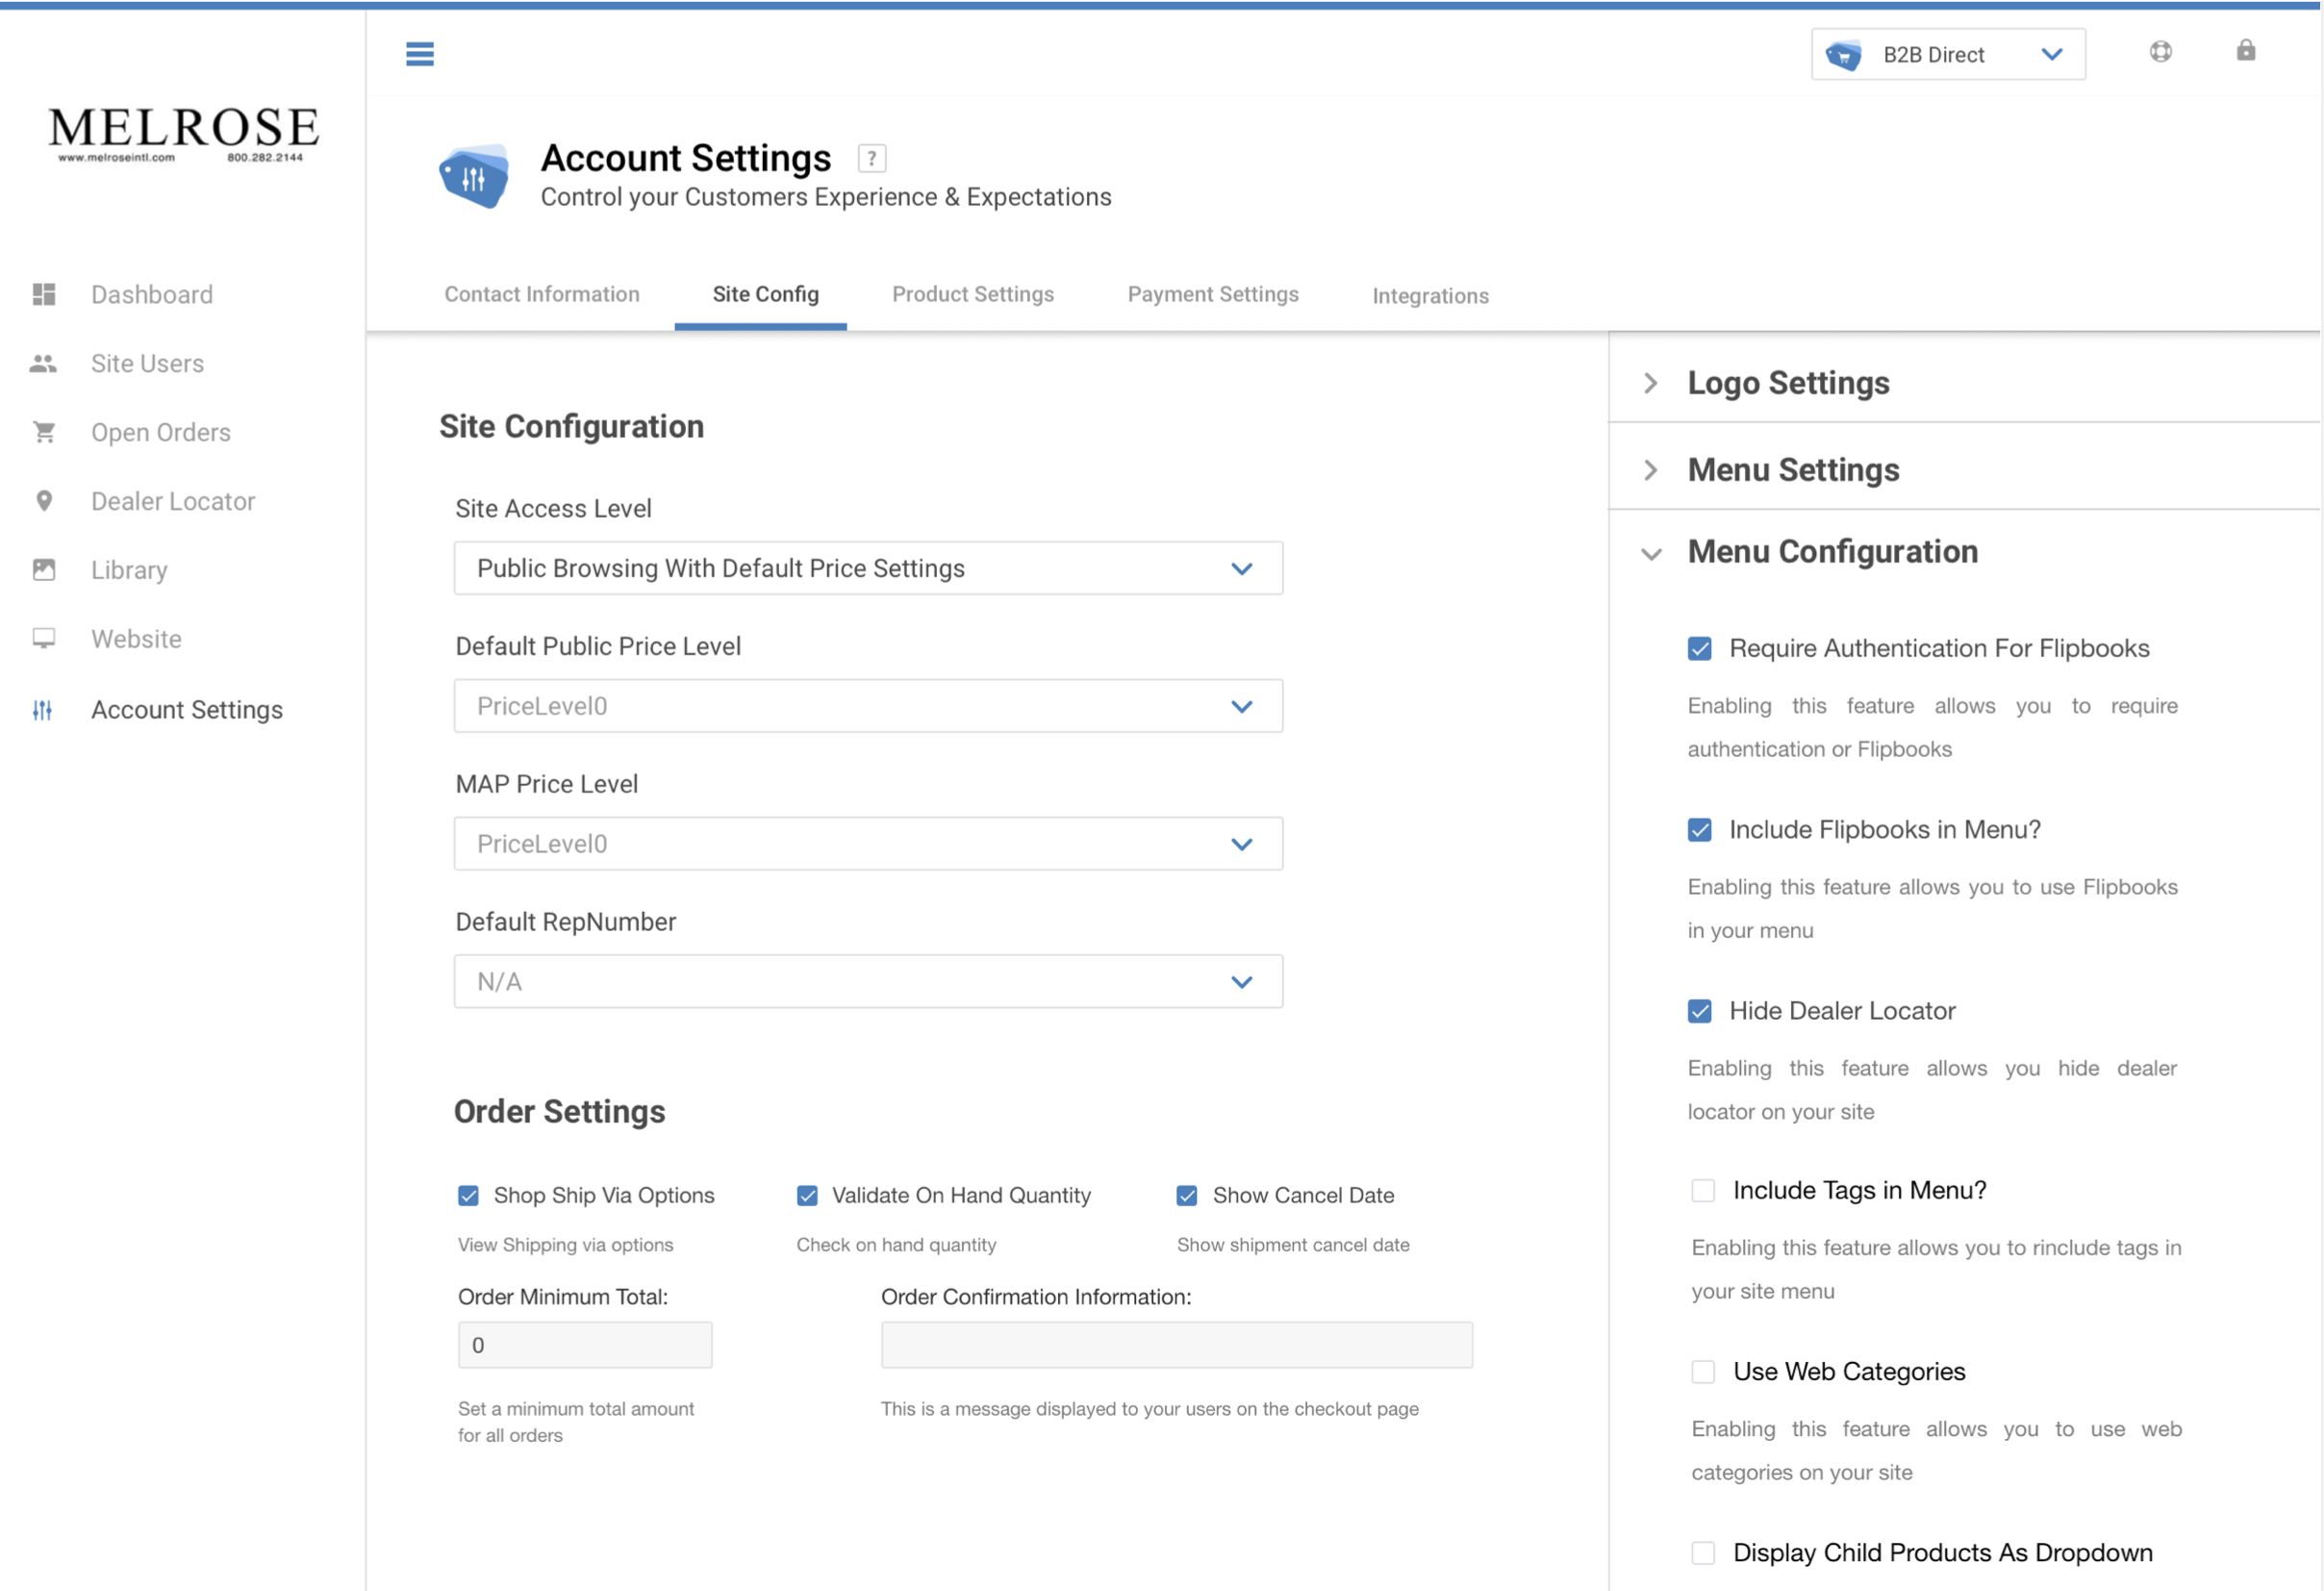 MELROSE
www.melroseintl.com 800.282.2144
Dashboard
Site Users
Open Orders
Dealer Locator
Library
Website
Account Settings
B2B Direct
Account Settings ?
Control your Customers Experience & Expectations
Contact Information Site Config Product Settings Payment Settings Integrations
Site Configuration
Site Access Level
Public Browsing With Default Price Settings
Default Public Price Level
PriceLevel0
MAP Price Level
PriceLevel0
Default RepNumber
N/A
Order Settings
Shop Ship Via Options
View Shipping via options
Validate On Hand Quantity
Check on hand quantity
Show Cancel Date
Show shipment cancel date
Order Minimum Total:
0
Set a minimum total amount
for all orders
Order Confirmation Information:
This is a message displayed to your users on the checkout page
Logo Settings
Menu Settings
Menu Configuration
Require Authentication For Flipbooks
Enabling this feature allows you to require
authentication or Flipbooks
Include Flipbooks in Menu?
Enabling this feature allows you to use Flipbooks
in your menu
Hide Dealer Locator
Enabling this feature allows you hide dealer
locator on your site
Include Tags in Menu?
Enabling this feature allows you to rinclude tags in
your site menu
Use Web Categories
Enabling this feature allows you to use web
categories on your site
Display Child Products As Dropdown